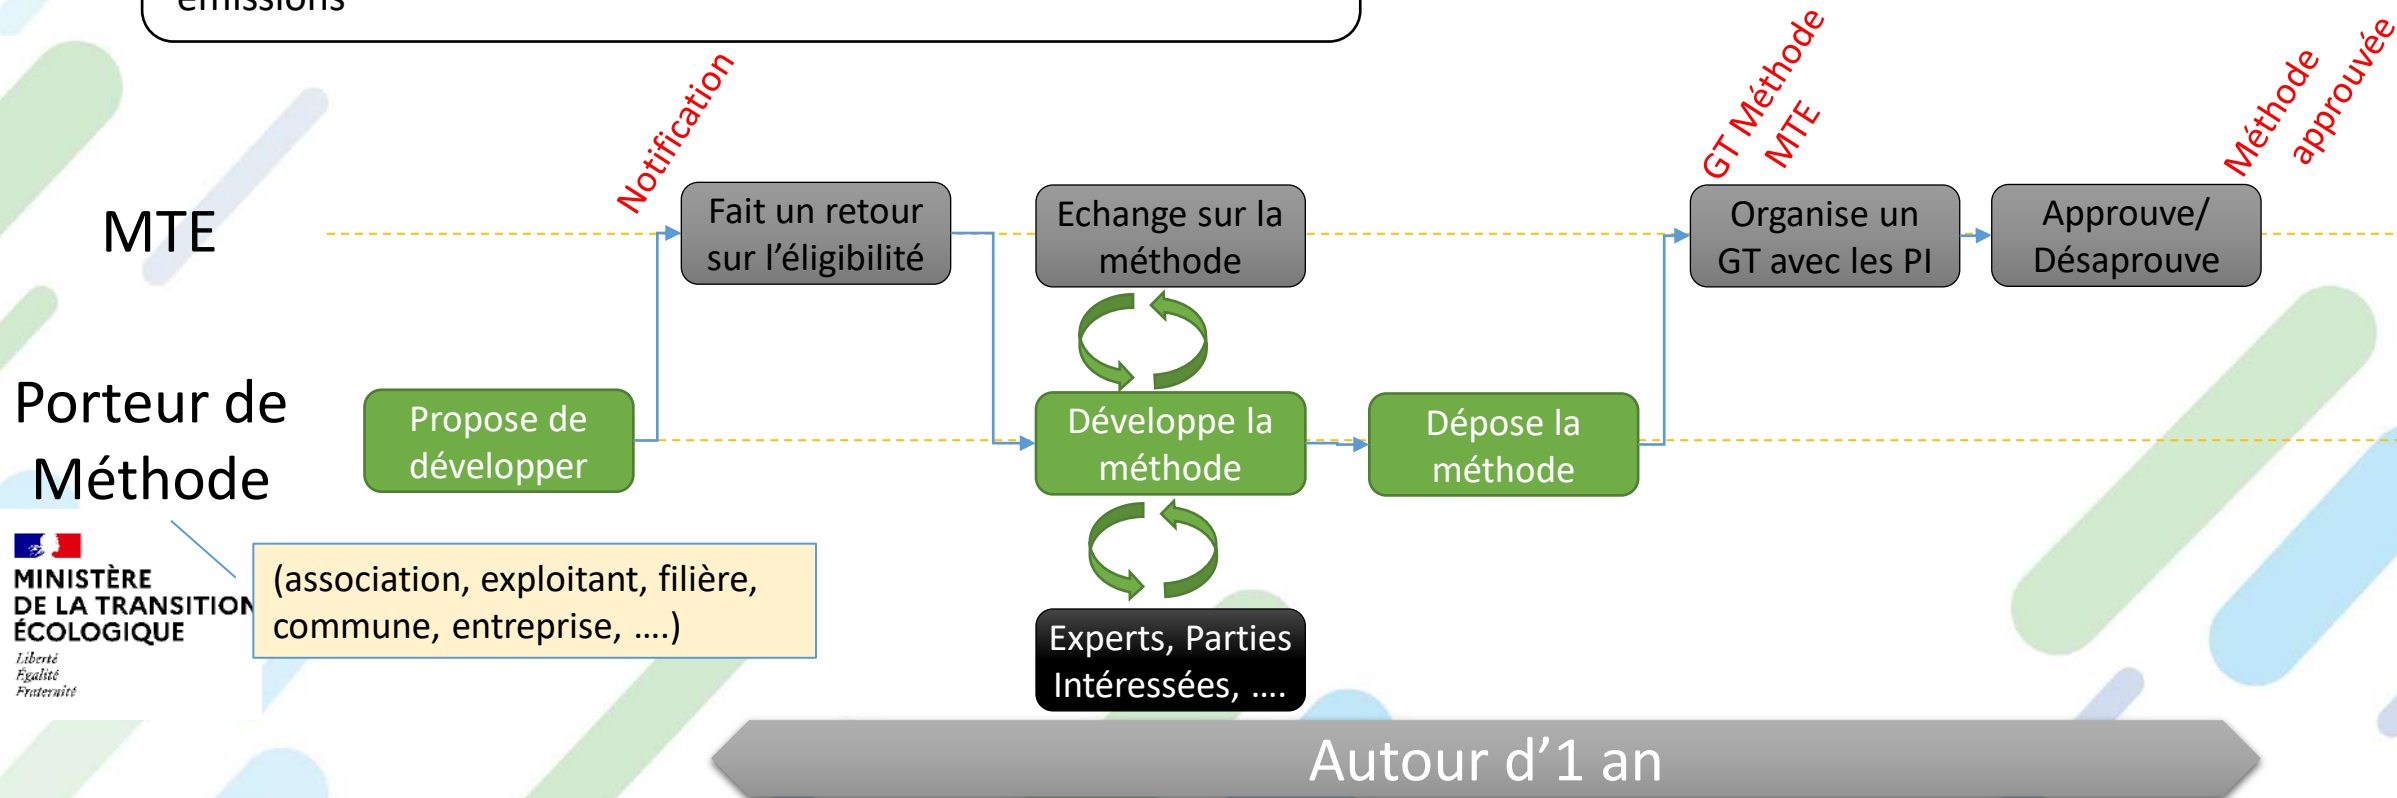 émissions
Notification
GT Méthode
MTE
Méthode
approuvée
MTE
Fait un retour
sur l’éligibilité
Echange sur la
méthode
Organise un
GT avec les PI
Approuve/
Désaprouve
Porteur de
Méthode
Propose de
développer
Développe la
méthode
Dépose la
méthode
MINISTÈRE
DE LA TRANSITION
ÉCOLOGIQUE
Liberté
Égalité
Fraternité
(association, exploitant, filière,
commune, entreprise, ….)
Experts, Parties
Intéressées, ….
Autour d’1 an